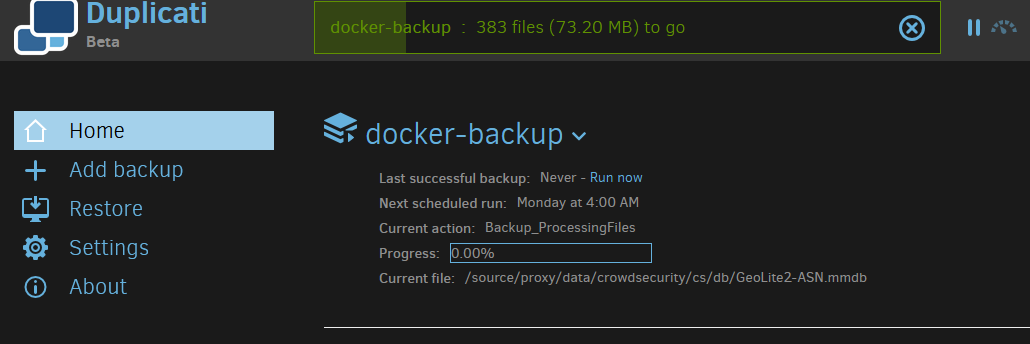 Duplicati
Beta
docker-backup : 383 files (73.20 MB) to go
Home
Add backup
Restore
Settings
About
docker-backup
Last successful backup: Never - Run now
Next scheduled run: Monday at 4:00 AM
Current action: Backup_ProcessingFiles
Progress: 0.00%
Current file: /source/proxy/data/crowdsecurity/cs/db/GeoLite2-ASN.mmdb